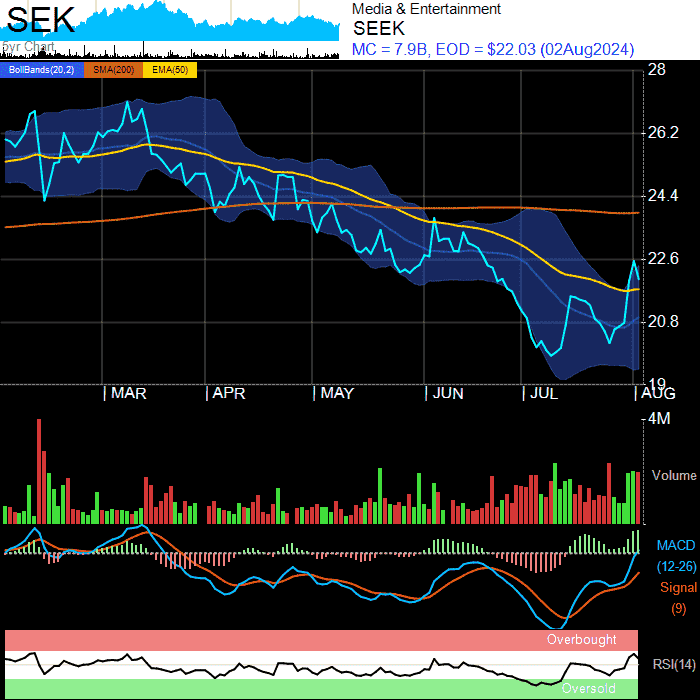 SEK
5yr Chart
Media & Entertainment
SEEK
MC = 7.9B, EOD = $22.03 (02Aug2024)
BollBands(20,2) SMA(200) EMA(50)
28
26.2
24.4
22.6
20.8
19
MAR APR MAY JUN JUL AUG
4M
Volume
MACD
(12-26)
Signal
(9)
Overbought
RSI(14)
Oversold